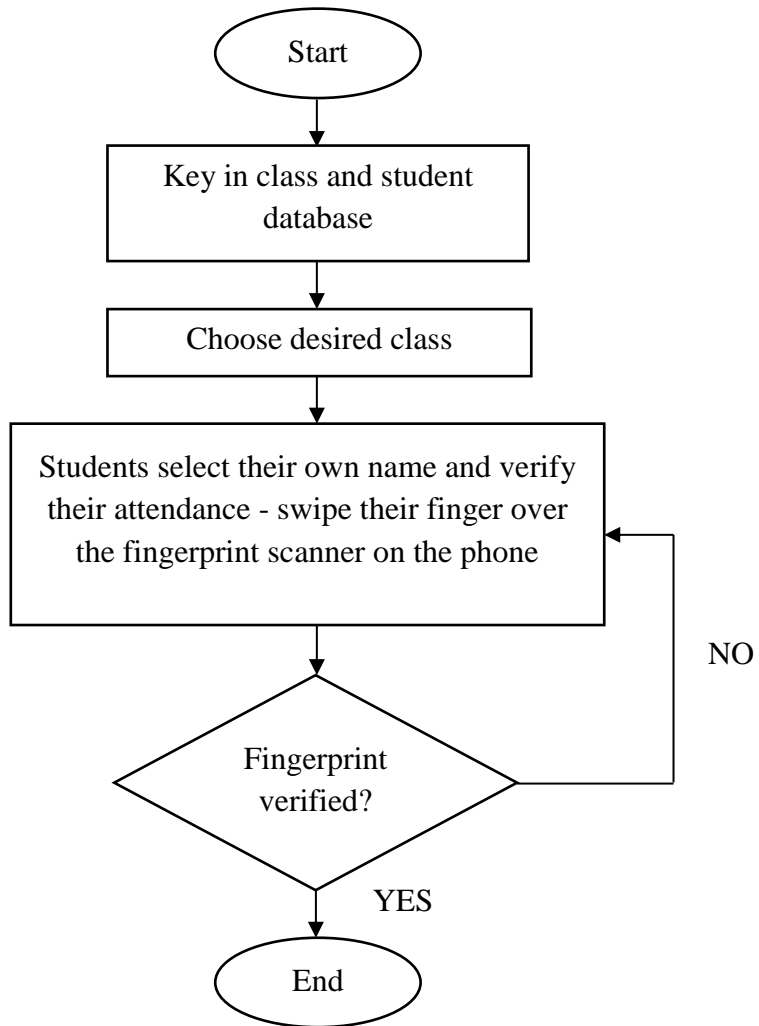 Start
Key in class and student
database
Choose desired class
Students select their own name and verify
their attendance - swipe their finger over
the fingerprint scanner on the phone
NO
Fingerprint
verified?
YES
End